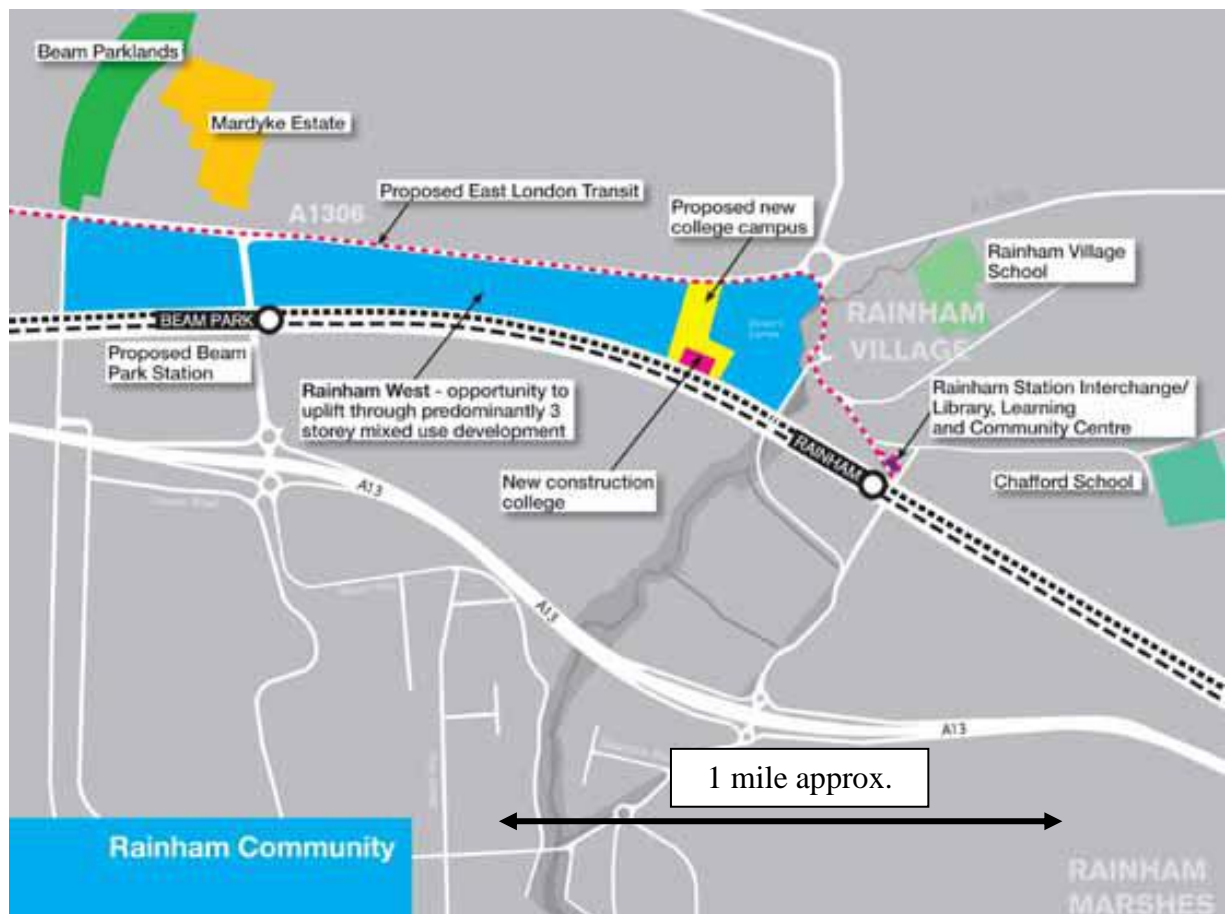 Beam Parklands
Mardyke Estate
Proposed East London Transit
A1306
Proposed new
college campus
A1306
Rainham Village
School
RAINHAM
VILLAGE
BEAM PARK
Proposed Beam
Park Station
Rainham West - opportunity to
uplift through predominantly 3
storey mixed use development
New construction
college
Rainham Station Interchange/
Library, Learning
and Community Centre
RAINHAM
Chafford School
A13
A13
A13
1 mile approx.
Rainham Community
RAINHAM
MARSHES